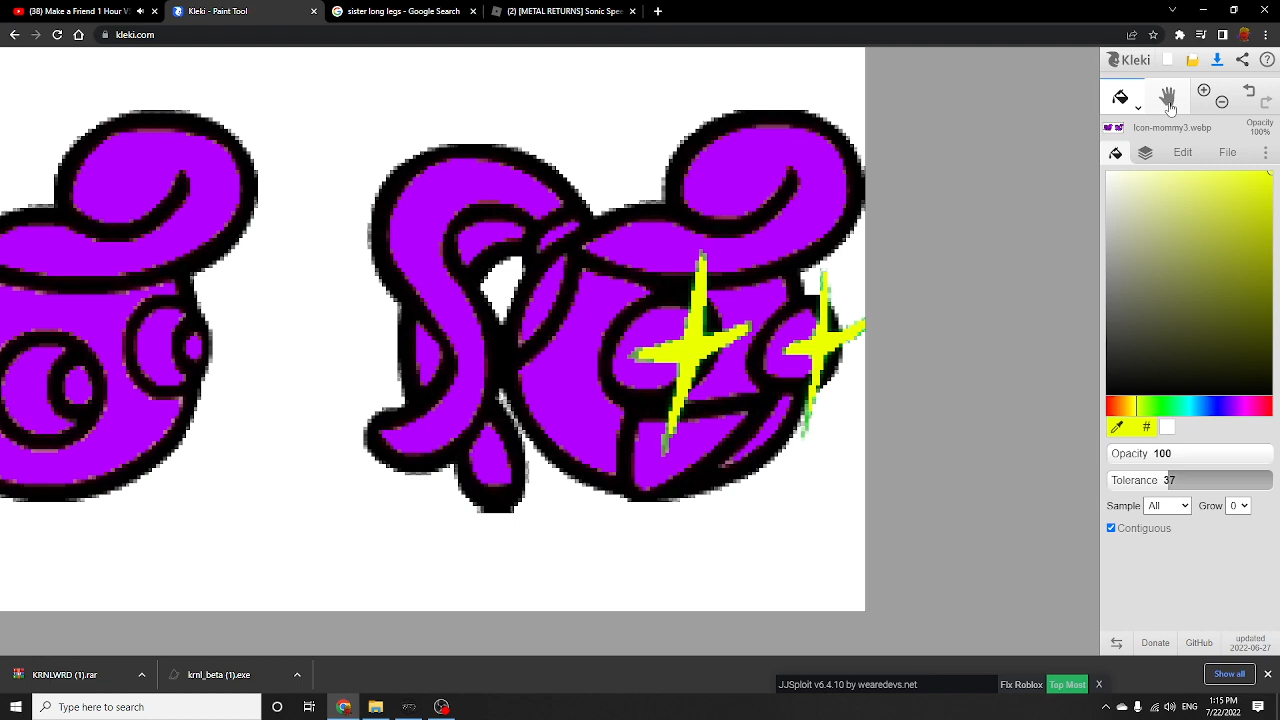 (38) Make a Friend 1 Hour V
Kleki - Paint Tool
sister long legs - Google Search
(2) [METAL RETURNS] Sonic Spe
kleki.com
Kleki
Icon-mommy3.webp
Opacity
100%
File
#
Opacity 100
Tolerance 37
Sample All Grow 0
Contiguous
Donate GitHub updated
2022-06-27
KRNLWRD (1).rar
krnl_beta (1).exe
Show all
JJSploit v6.4.10 by wearedevs.net Fix Roblox Top Most X
Type here to search
1:15 PM
7/22/2022